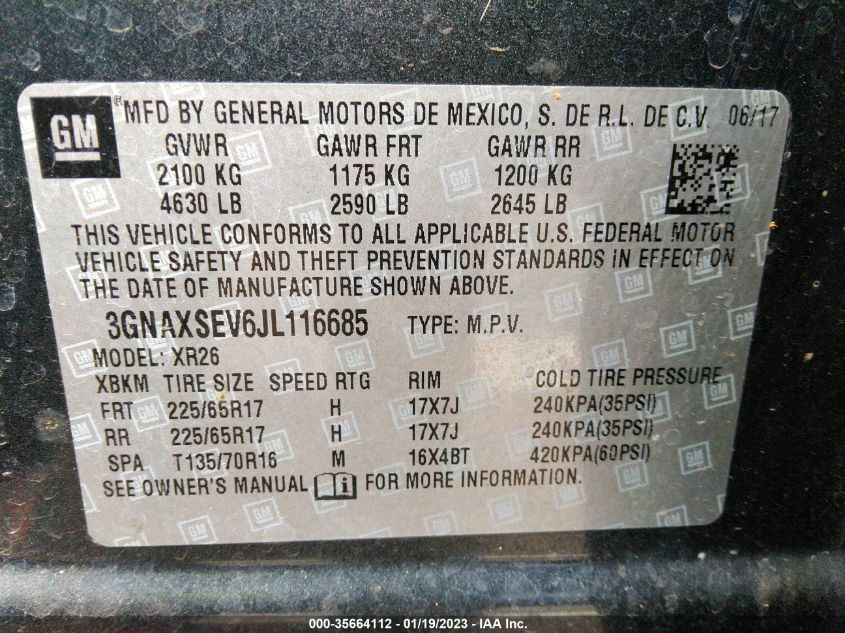 GM ® MFD BY GENERAL MOTORS DE MEXICO, S. DE R.L. DE C.V. 06/17
GVWR GAWR FRT GAWR RR
2100 KG 1175 KG 1200 KG
4630 LB 2590 LB 2645 LB
THIS VEHICLE CONFORMS TO ALL APPLICABLE U.S. FEDERAL MOTOR
VEHICLE SAFETY AND THEFT PREVENTION STANDARDS IN EFFECT ON
THE DATE OF MANUFACTURE SHOWN ABOVE.
3GNAXSEV6JL116685 TYPE: M.P.V.
MODEL: XR26
XBKM TIRE SIZE SPEED RTG RIM COLD TIRE PRESSURE
FRT 225/65R17 H 17X7J 240KPA(35PSI)
RR 225/65R17 H 17X7J 240KPA(35PSI)
SPA T135/70R16 M 16X4BT 420KPA(60PSI)
SEE OWNER'S MANUAL i FOR MORE INFORMATION.
000-35664112 - 01/19/2023 - IAA Inc.